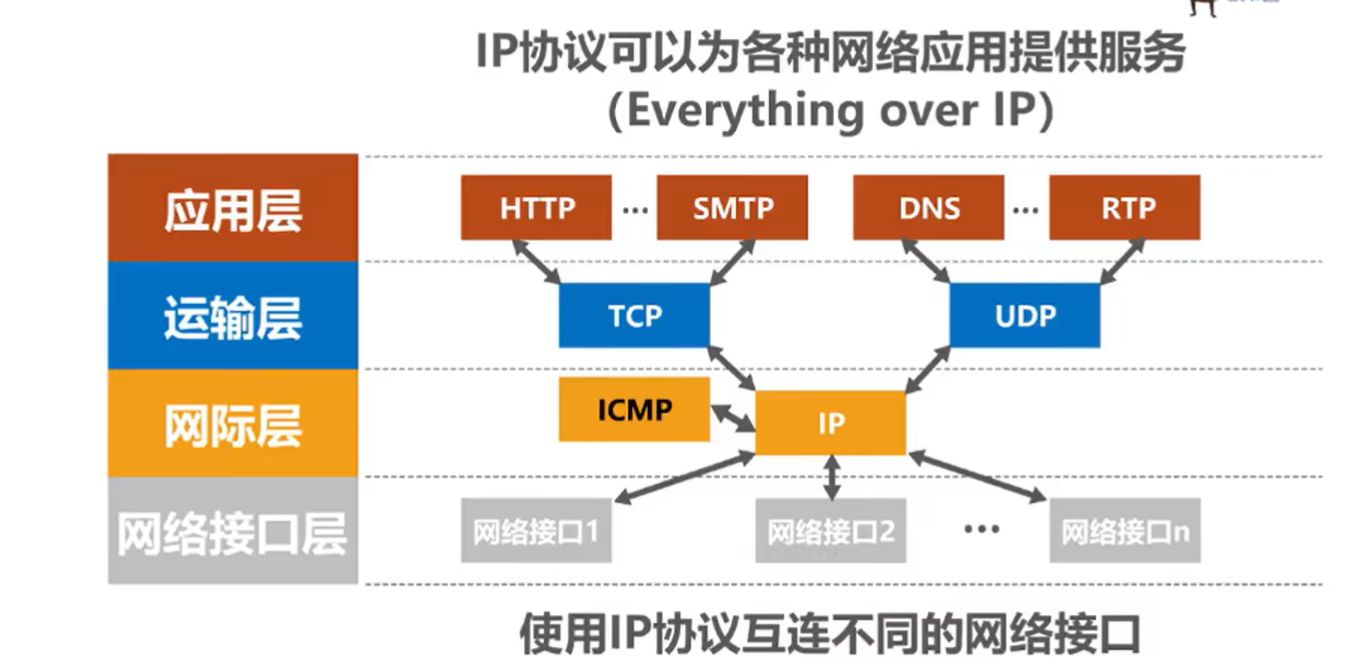 IP协议可以为各种网络应用提供服务
（Everything over IP）
应用层
HTTP ... SMTP DNS ... RTP
运输层
TCP UDP
网际层
ICMP IP
网络接口层
网络接口1 网络接口2 ... 网络接口n
使用IP协议互连不同的网络接口